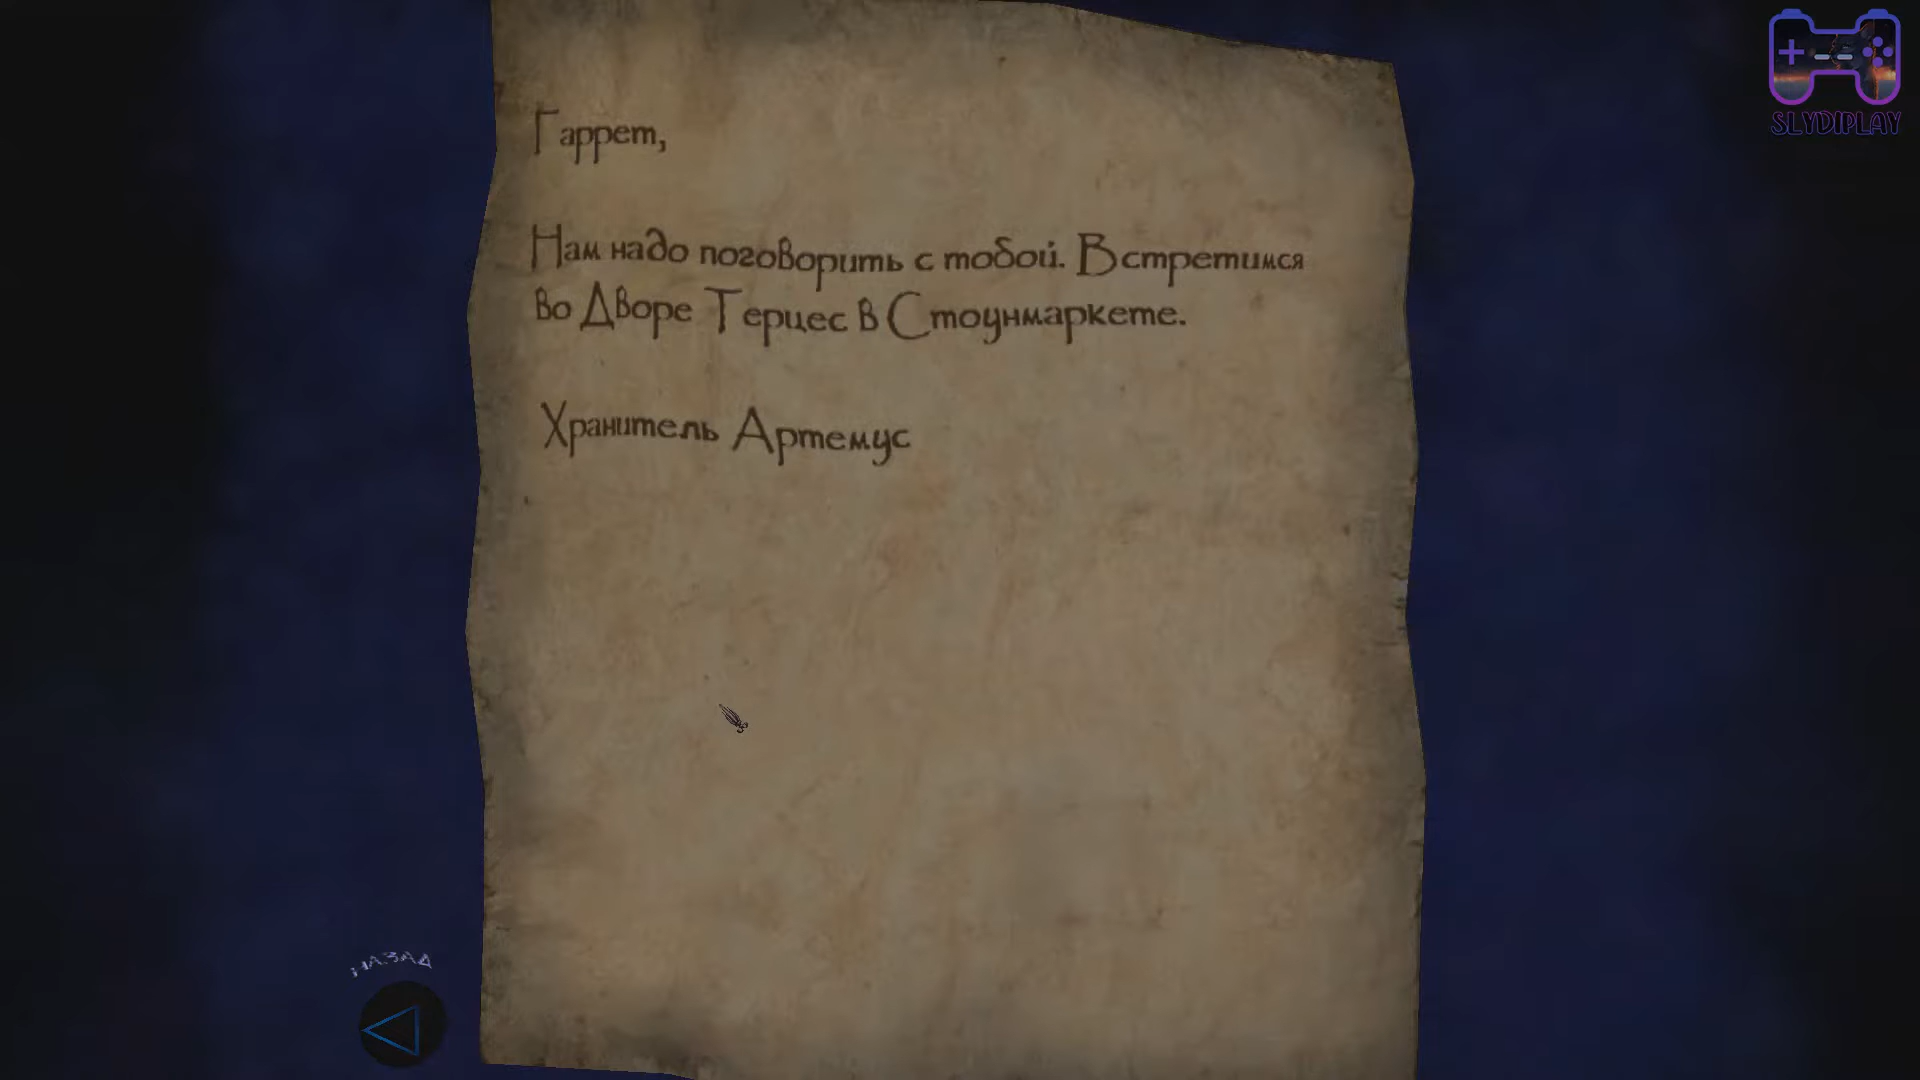 SLYDIPLAY
Гаррет,
Нам надо поговорить с тобой. Встретимся
во Дворе Терцес в Стоунмаркете.
Хранитель Артемус
НАЗАД